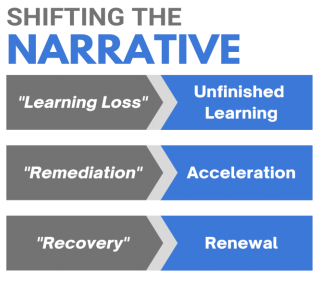 SHIFTING THE
NARRATIVE
"Learning Loss"
Unfinished
Learning
"Remediation"
Acceleration
"Recovery"
Renewal